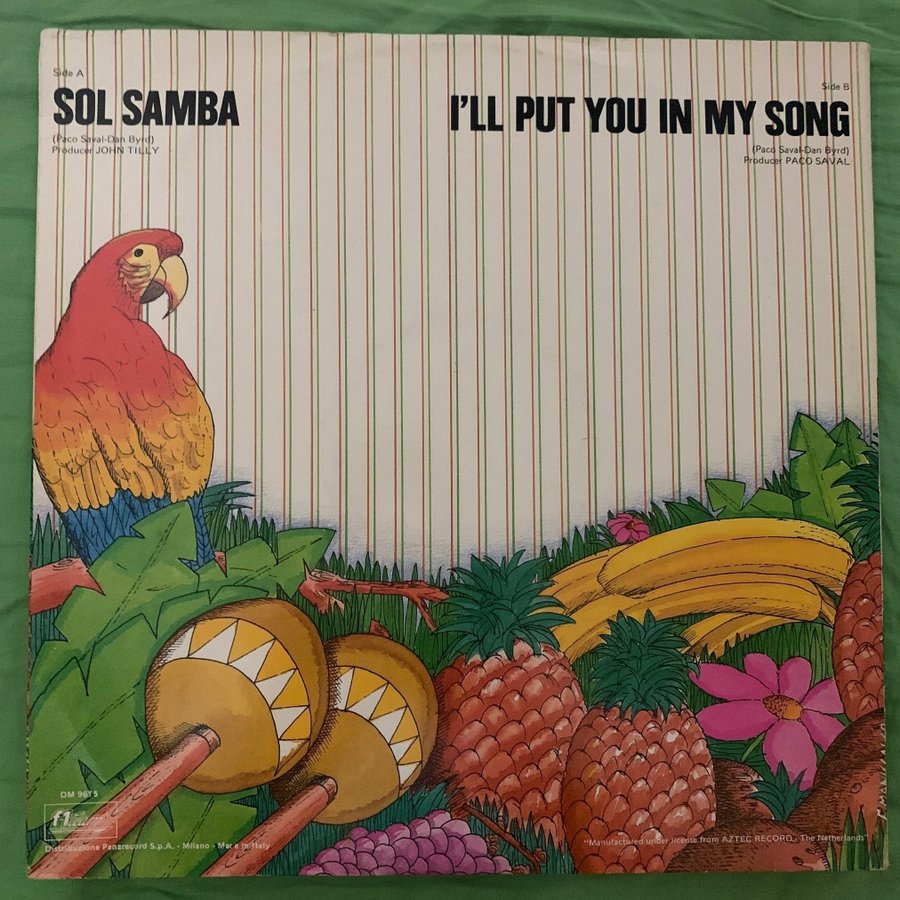 Side A
SOL SAMBA
(Paco Saval-Dan Byrd)
Producer JOHN TILLY
Side B
I'LL PUT YOU IN MY SONG
(Paco Saval-Dan Byrd)
Producer PACO SAVAL
DM 9615
f1
Distribuzione Panarecord S.p.A. - Milano - Made in Italy
"Manufactured under license from AZTEC RECORD - The Netherlands"